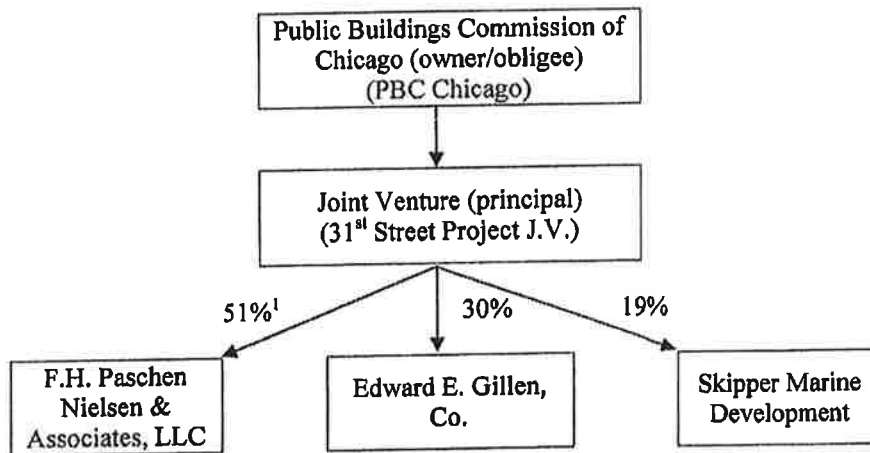 Public Buildings Commission of
Chicago (owner/obligee)
(PBC Chicago)
Joint Venture (principal)
(31st Street Project J.V.)
51%1
30%
19%
F.H. Paschen
Nielsen &
Associates, LLC
Edward E. Gillen,
Co.
Skipper Marine
Development